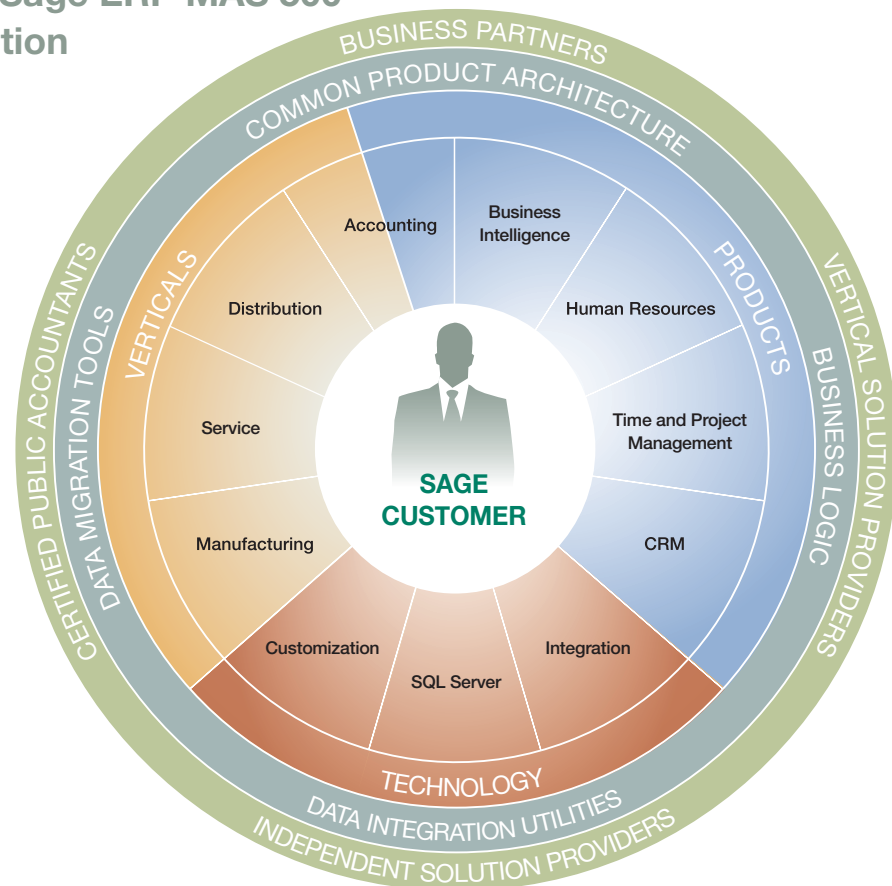 tion
BUSINESS PARTNERS
COMMON PRODUCT ARCHITECTURE
CERTIFIED PUBLIC ACCOUNTANTS
DATA MIGRATION TOOLS
VERTICALS
PRODUCTS
BUSINESS LOGIC
VERTICAL SOLUTION PROVIDERS
Accounting
Business
Intelligence
Distribution
Human Resources
Service
Time and Project
Management
Manufacturing
CRM
SAGE
CUSTOMER
Customization
SQL Server
Integration
TECHNOLOGY
DATA INTEGRATION UTILITIES
INDEPENDENT SOLUTION PROVIDERS